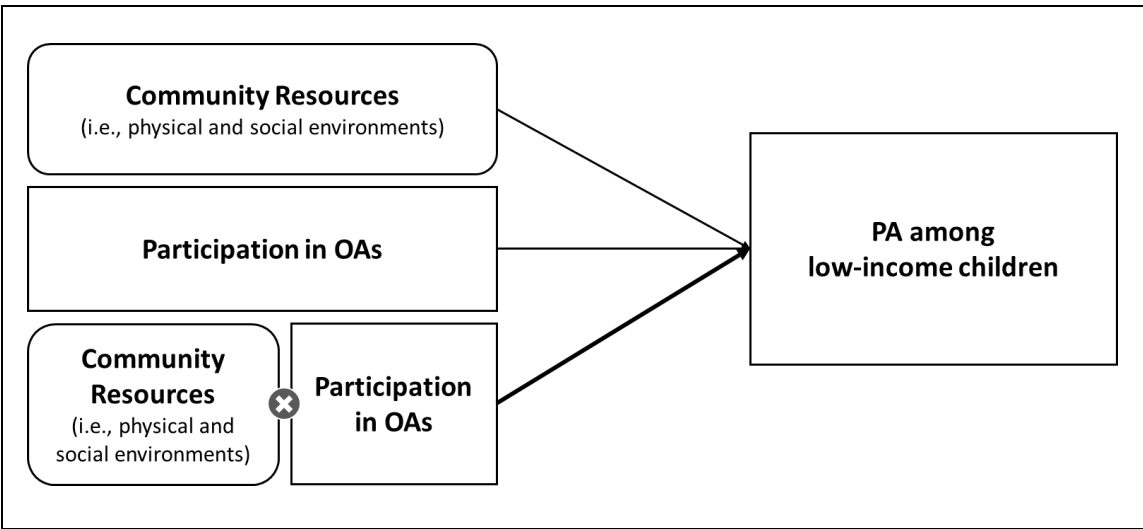 Community Resources
(i.e., physical and social environments)
Participation in OAs
Community
Resources
(i.e., physical and
social environments)
Participation
in OAs
PA among
low-income children